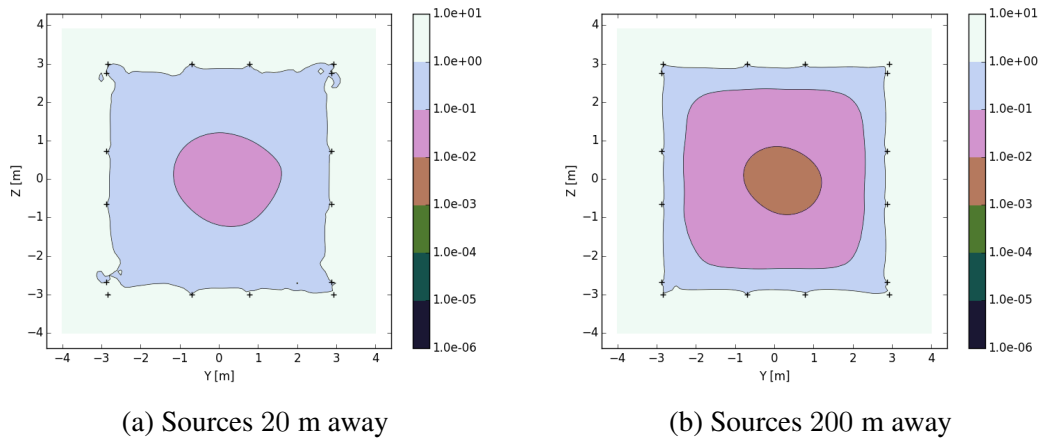 4
3
2
1
0
−1
−2
−3
−4
Z [m]
−4 −3 −2 −1 0 1 2 3 4
Y [m]
1.0e+01
1.0e+00
1.0e-01
1.0e-02
1.0e-03
1.0e-04
1.0e-05
1.0e-06
(a) Sources 20 m away
4
3
2
1
0
−1
−2
−3
−4
Z [m]
−4 −3 −2 −1 0 1 2 3 4
Y [m]
1.0e+01
1.0e+00
1.0e-01
1.0e-02
1.0e-03
1.0e-04
1.0e-05
1.0e-06
(b) Sources 200 m away